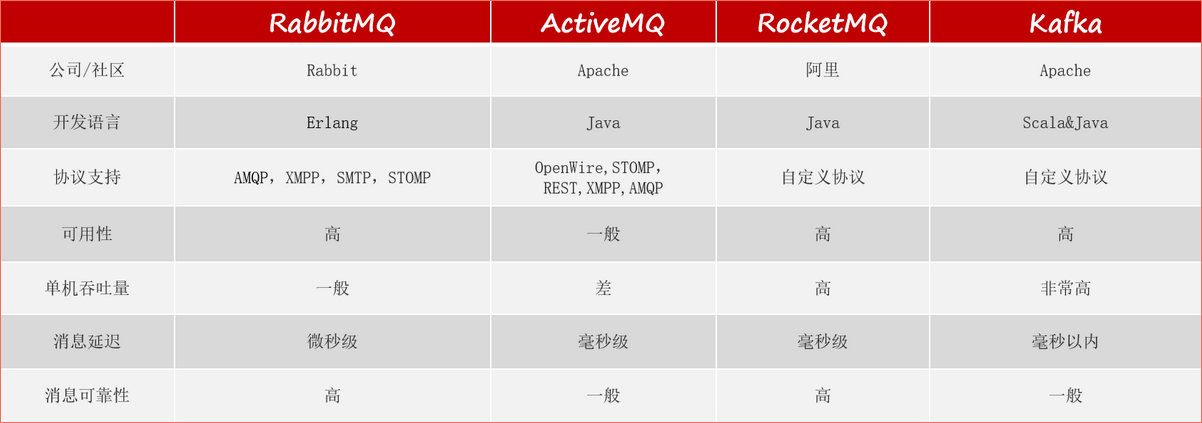 RabbitMQ ActiveMQ RocketMQ Kafka
公司/社区 Rabbit Apache 阿里 Apache
开发语言 Erlang Java Java Scala&Java
协议支持 AMQP，XMPP，SMTP，STOMP OpenWire,STOMP， REST,XMPP,AMQP 自定义协议 自定义协议
可用性 高 一般 高 高
单机吞吐量 一般 差 高 非常高
消息延迟 微秒级 毫秒级 毫秒级 毫秒以内
消息可靠性 高 一般 高 一般